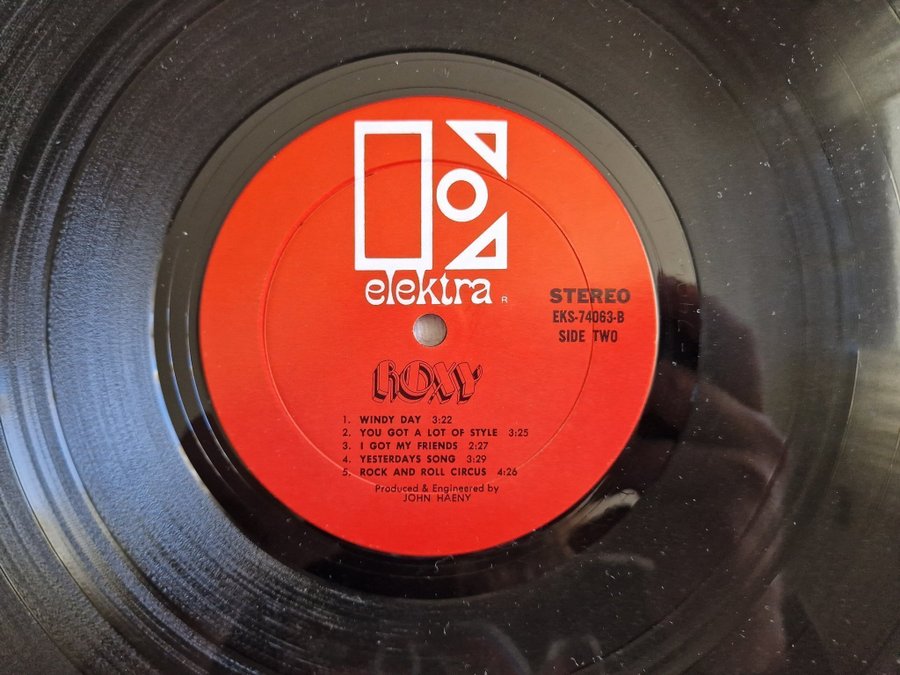 elektra R
STEREO
EKS-74063-B
SIDE TWO
ROXY
1. WINDY DAY 3:22
2. YOU GOT A LOT OF STYLE 3:25
3. I GOT MY FRIENDS 2:27
4. YESTERDAYS SONG 3:29
5. ROCK AND ROLL CIRCUS 4:26
Produced & Engineered by
JOHN HAENY